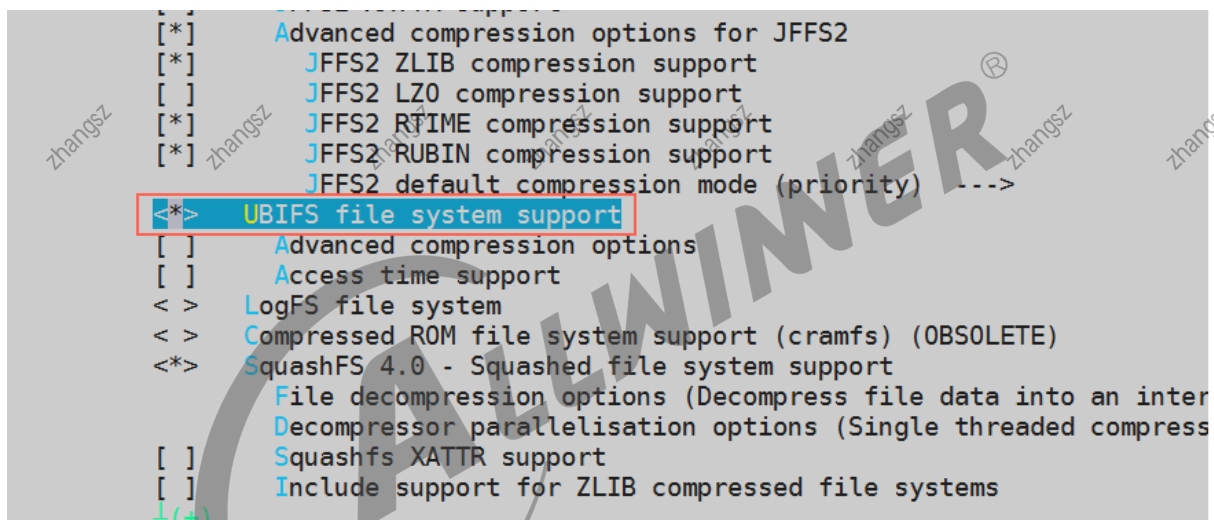 [*] Advanced compression options for JFFS2
[*] JFFS2 ZLIB compression support
[ ] JFFS2 LZO compression support
[*] JFFS2 RTIME compression support
[*] JFFS2 RUBIN compression support
JFFS2 default compression mode (priority) --->
<*> UBIFS file system support
[ ] Advanced compression options
[ ] Access time support
< > LogFS file system
< > Compressed ROM file system support (cramfs) (OBSOLETE)
<*> SquashFS 4.0 - Squashed file system support
File decompression options (Decompress file data into an inter
Decompressor parallelisation options (Single threaded compress
[ ] Squashfs XATTR support
[ ] Include support for ZLIB compressed file systems
┴(+)
ALLWINNER®
zhangsz
zhangsz
zhangsz
zhangsz
zhangsz
zhangsz
zhangsz
zhangs